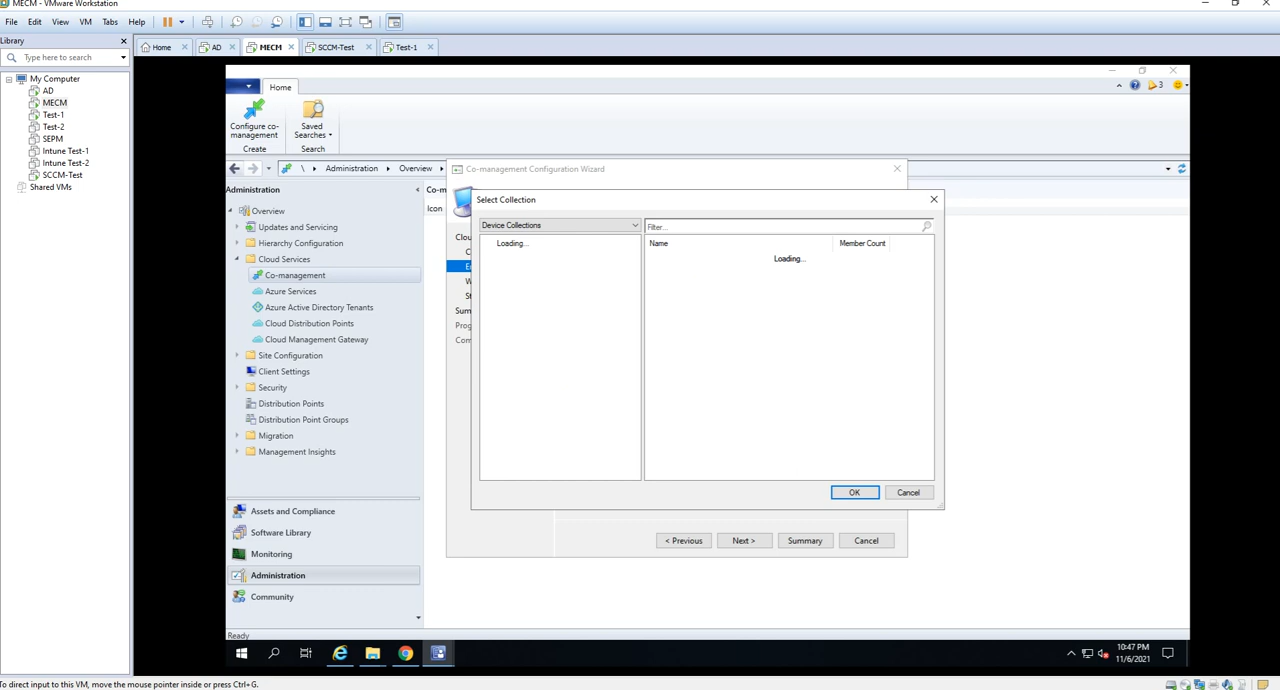 MECM - VMware Workstation
File Edit View VM Tabs Help
Library
Type here to search
My Computer
AD
MECM
Test-1
Test-2
SEPM
Intune Test-1
Intune Test-2
SCCM-Test
Shared VMs
Home AD MECM SCCM-Test Test-1
Home
3
Configure co-
management
Saved
Searches
Create Search
\ Administration Overview
Administration
Overview
Updates and Servicing
Hierarchy Configuration
Cloud Services
Co-management
Azure Services
Azure Active Directory Tenants
Cloud Distribution Points
Cloud Management Gateway
Site Configuration
Client Settings
Security
Distribution Points
Distribution Point Groups
Migration
Management Insights
Assets and Compliance
Software Library
Monitoring
Administration
Community
Ready
Co-m
Icon
Co-management Configuration Wizard
Clou
C
E
W
St
Sum
Prog
Com
Select Collection
Device Collections
Filter...
Loading...
Name Member Count
Loading...
OK Cancel
< Previous Next > Summary Cancel
10:47 PM
11/6/2021
To direct input to this VM, move the mouse pointer inside or press Ctrl+G.